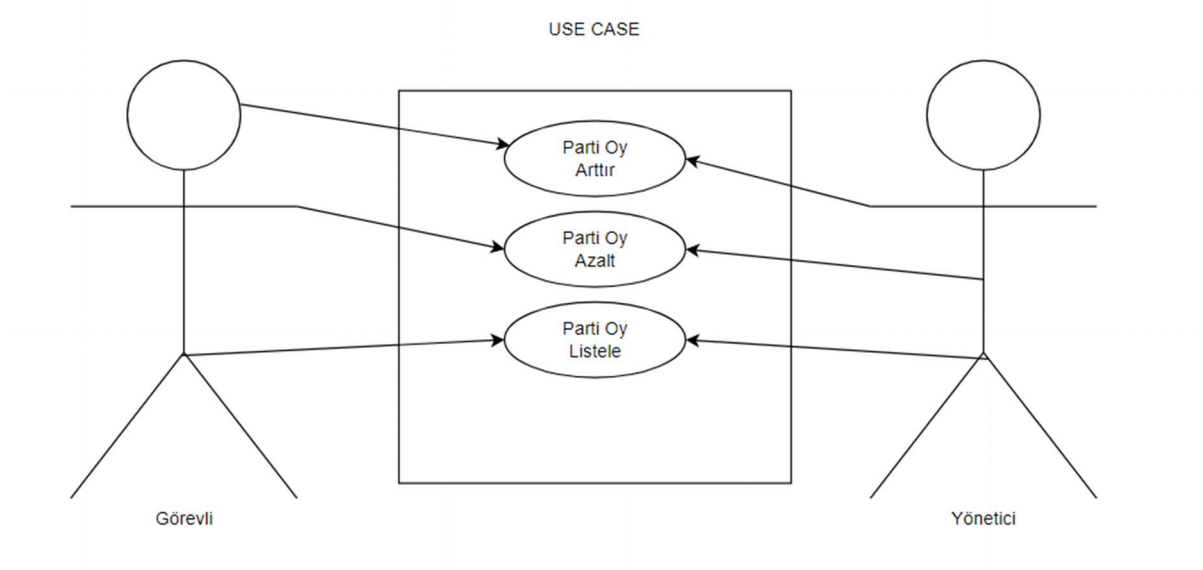 USE CASE
Parti Oy
Arttır
Parti Oy
Azalt
Parti Oy
Listele
Görevli
Yönetici